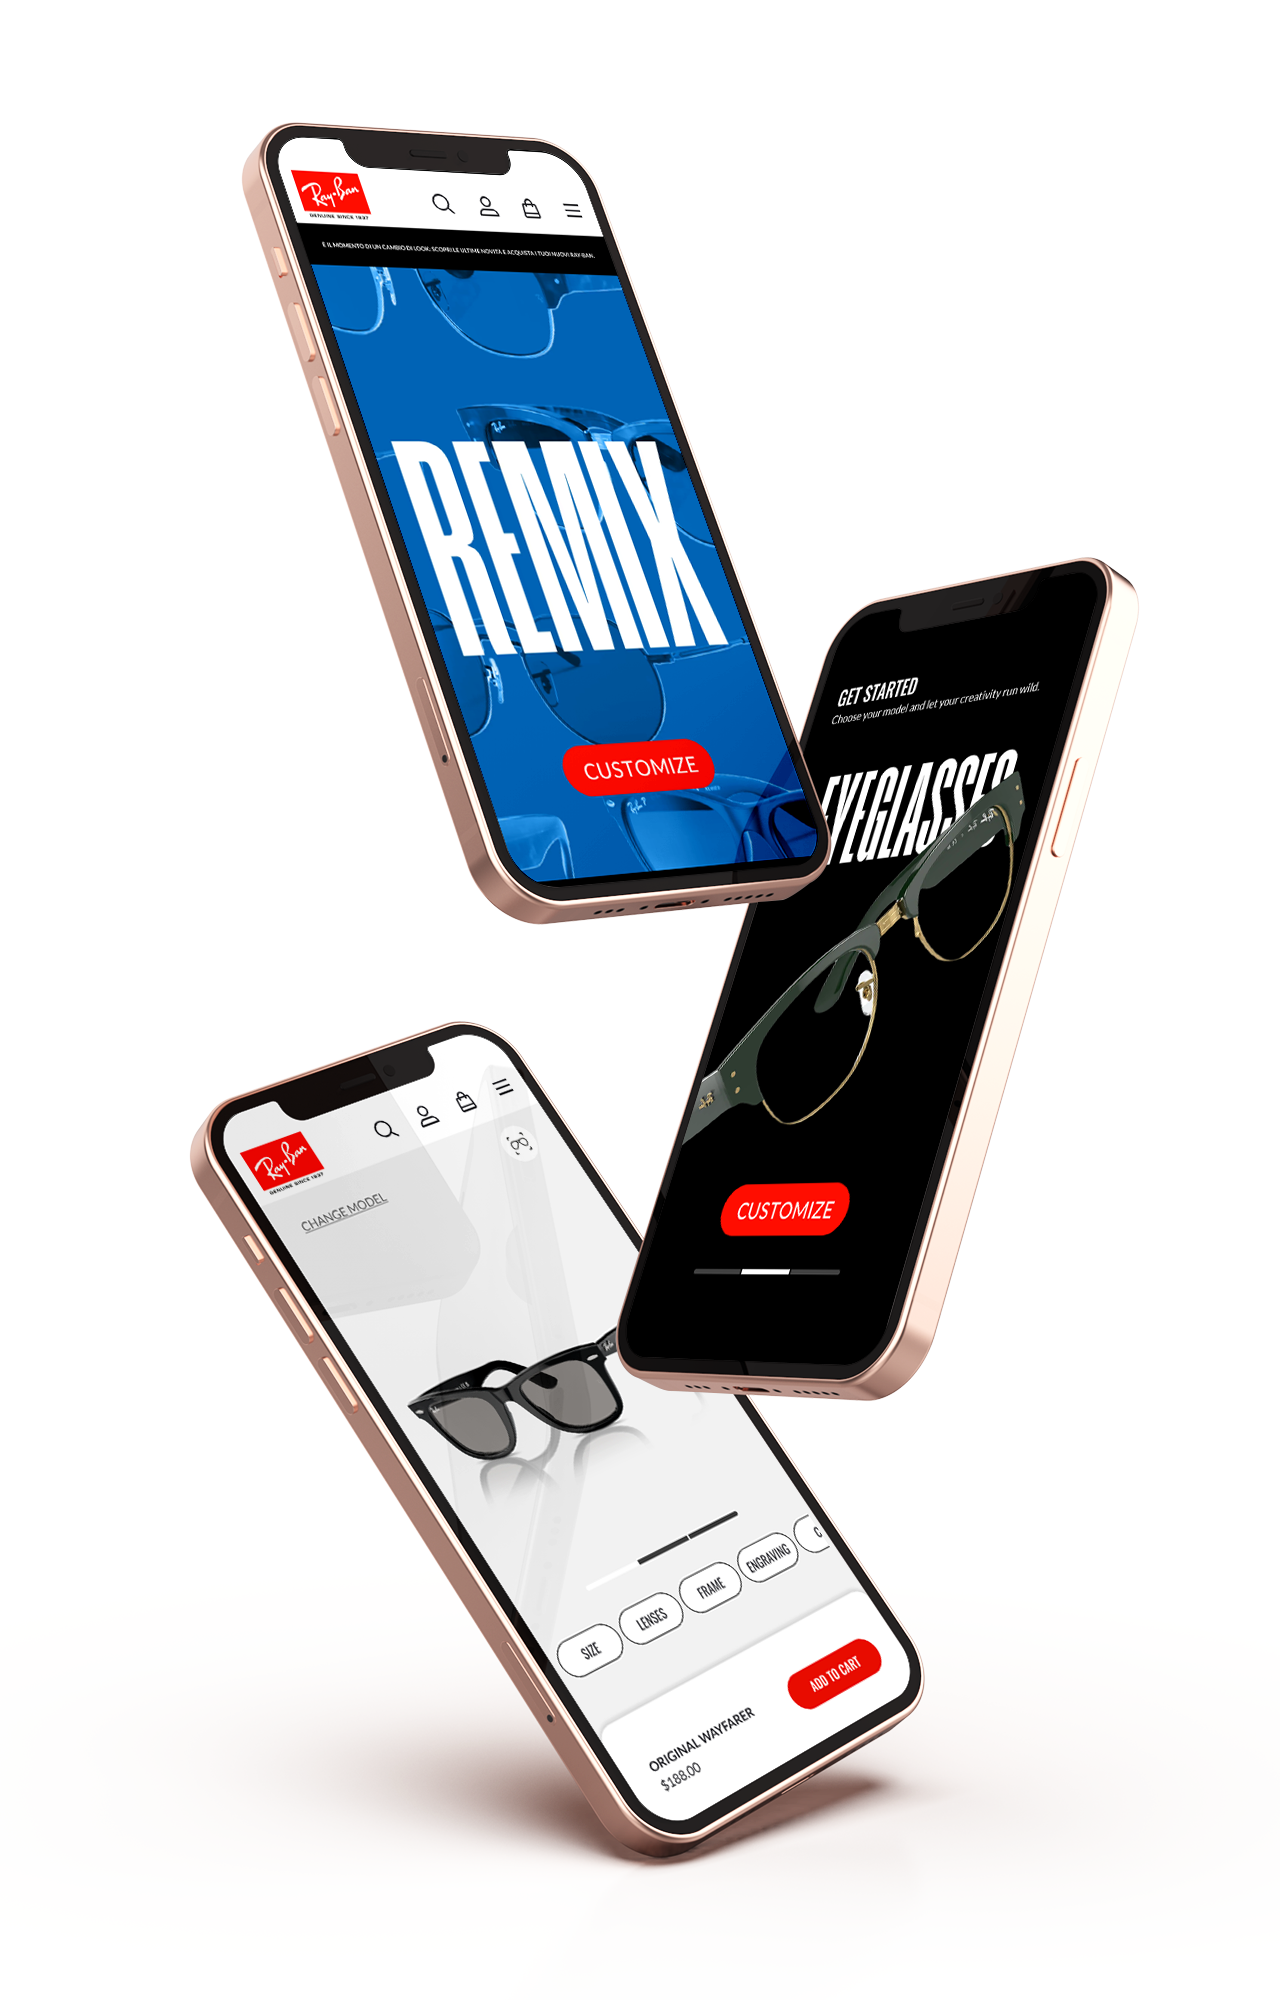 Ray-Ban
GENUINE SINCE 1937
E IL MOMENTO DI UN CAMBIO DI LOOK: SCOPRI LE ULTIME NOVITÀ E ACQUISTA I TUOI NUOVI RAY-BAN.
REMIX
CUSTOMIZE
GET STARTED
Choose your model and let your creativity run wild.
EYEGLASSES
CUSTOMIZE
Ray-Ban
GENUINE SINCE 1937
CHANGE MODEL
SIZE
LENSES
FRAME
ENGRAVING
C
ADD TO CART
ORIGINAL WAYFARER
$188.00